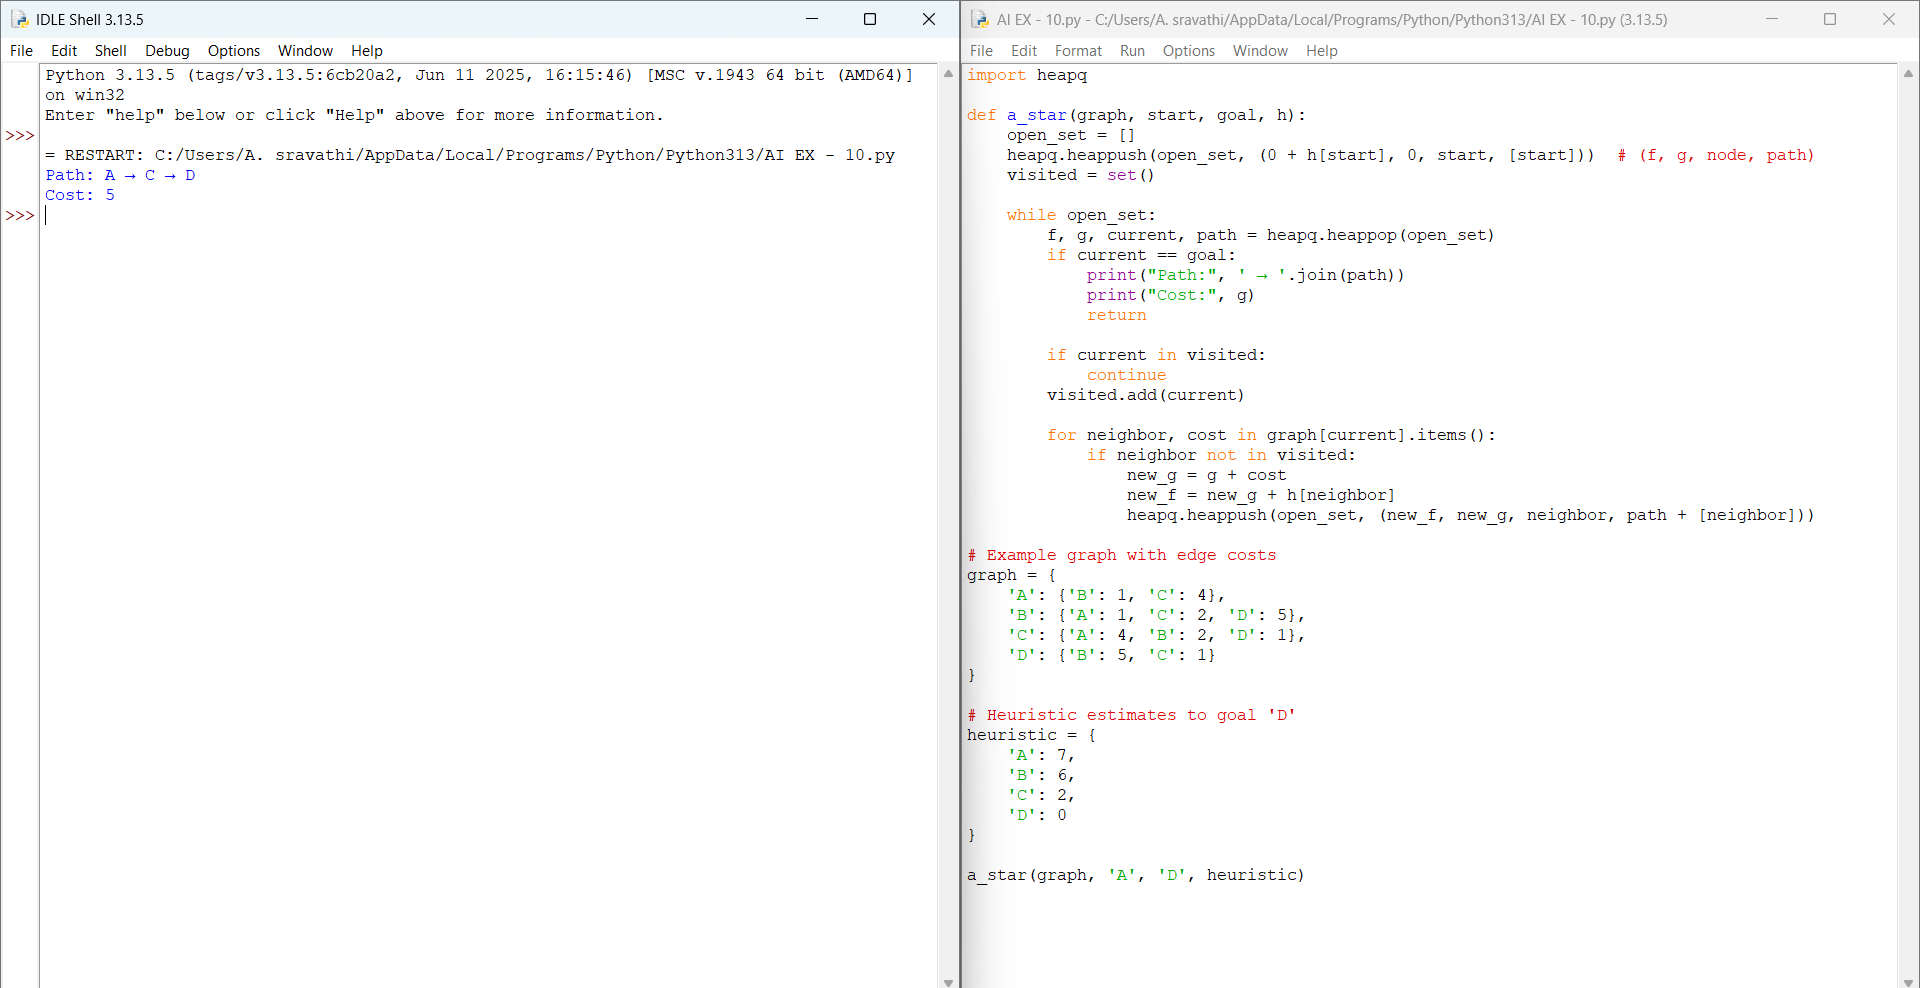 IDLE Shell 3.13.5
File Edit Shell Debug Options Window Help
Python 3.13.5 (tags/v3.13.5:6cb20a2, Jun 11 2025, 16:15:46) [MSC v.1943 64 bit (AMD64)]
on win32
Enter "help" below or click "Help" above for more information.
>>>
= RESTART: C:/Users/A. sravathi/AppData/Local/Programs/Python/Python313/AI EX - 10.py
Path: A → C → D
Cost: 5
>>>
AI EX - 10.py - C:/Users/A. sravathi/AppData/Local/Programs/Python/Python313/AI EX - 10.py (3.13.5)
File Edit Format Run Options Window Help
import heapq
def a_star(graph, start, goal, h):
    open_set = []
    heapq.heappush(open_set, (0 + h[start], 0, start, [start]))  # (f, g, node, path)
    visited = set()
    while open_set:
        f, g, current, path = heapq.heappop(open_set)
        if current == goal:
            print("Path:", ' → '.join(path))
            print("Cost:", g)
            return
        if current in visited:
            continue
        visited.add(current)
        for neighbor, cost in graph[current].items():
            if neighbor not in visited:
                new_g = g + cost
                new_f = new_g + h[neighbor]
                heapq.heappush(open_set, (new_f, new_g, neighbor, path + [neighbor]))
# Example graph with edge costs
graph = {
    'A': {'B': 1, 'C': 4},
    'B': {'A': 1, 'C': 2, 'D': 5},
    'C': {'A': 4, 'B': 2, 'D': 1},
    'D': {'B': 5, 'C': 1}
}
# Heuristic estimates to goal 'D'
heuristic = {
    'A': 7,
    'B': 6,
    'C': 2,
    'D': 0
}
a_star(graph, 'A', 'D', heuristic)